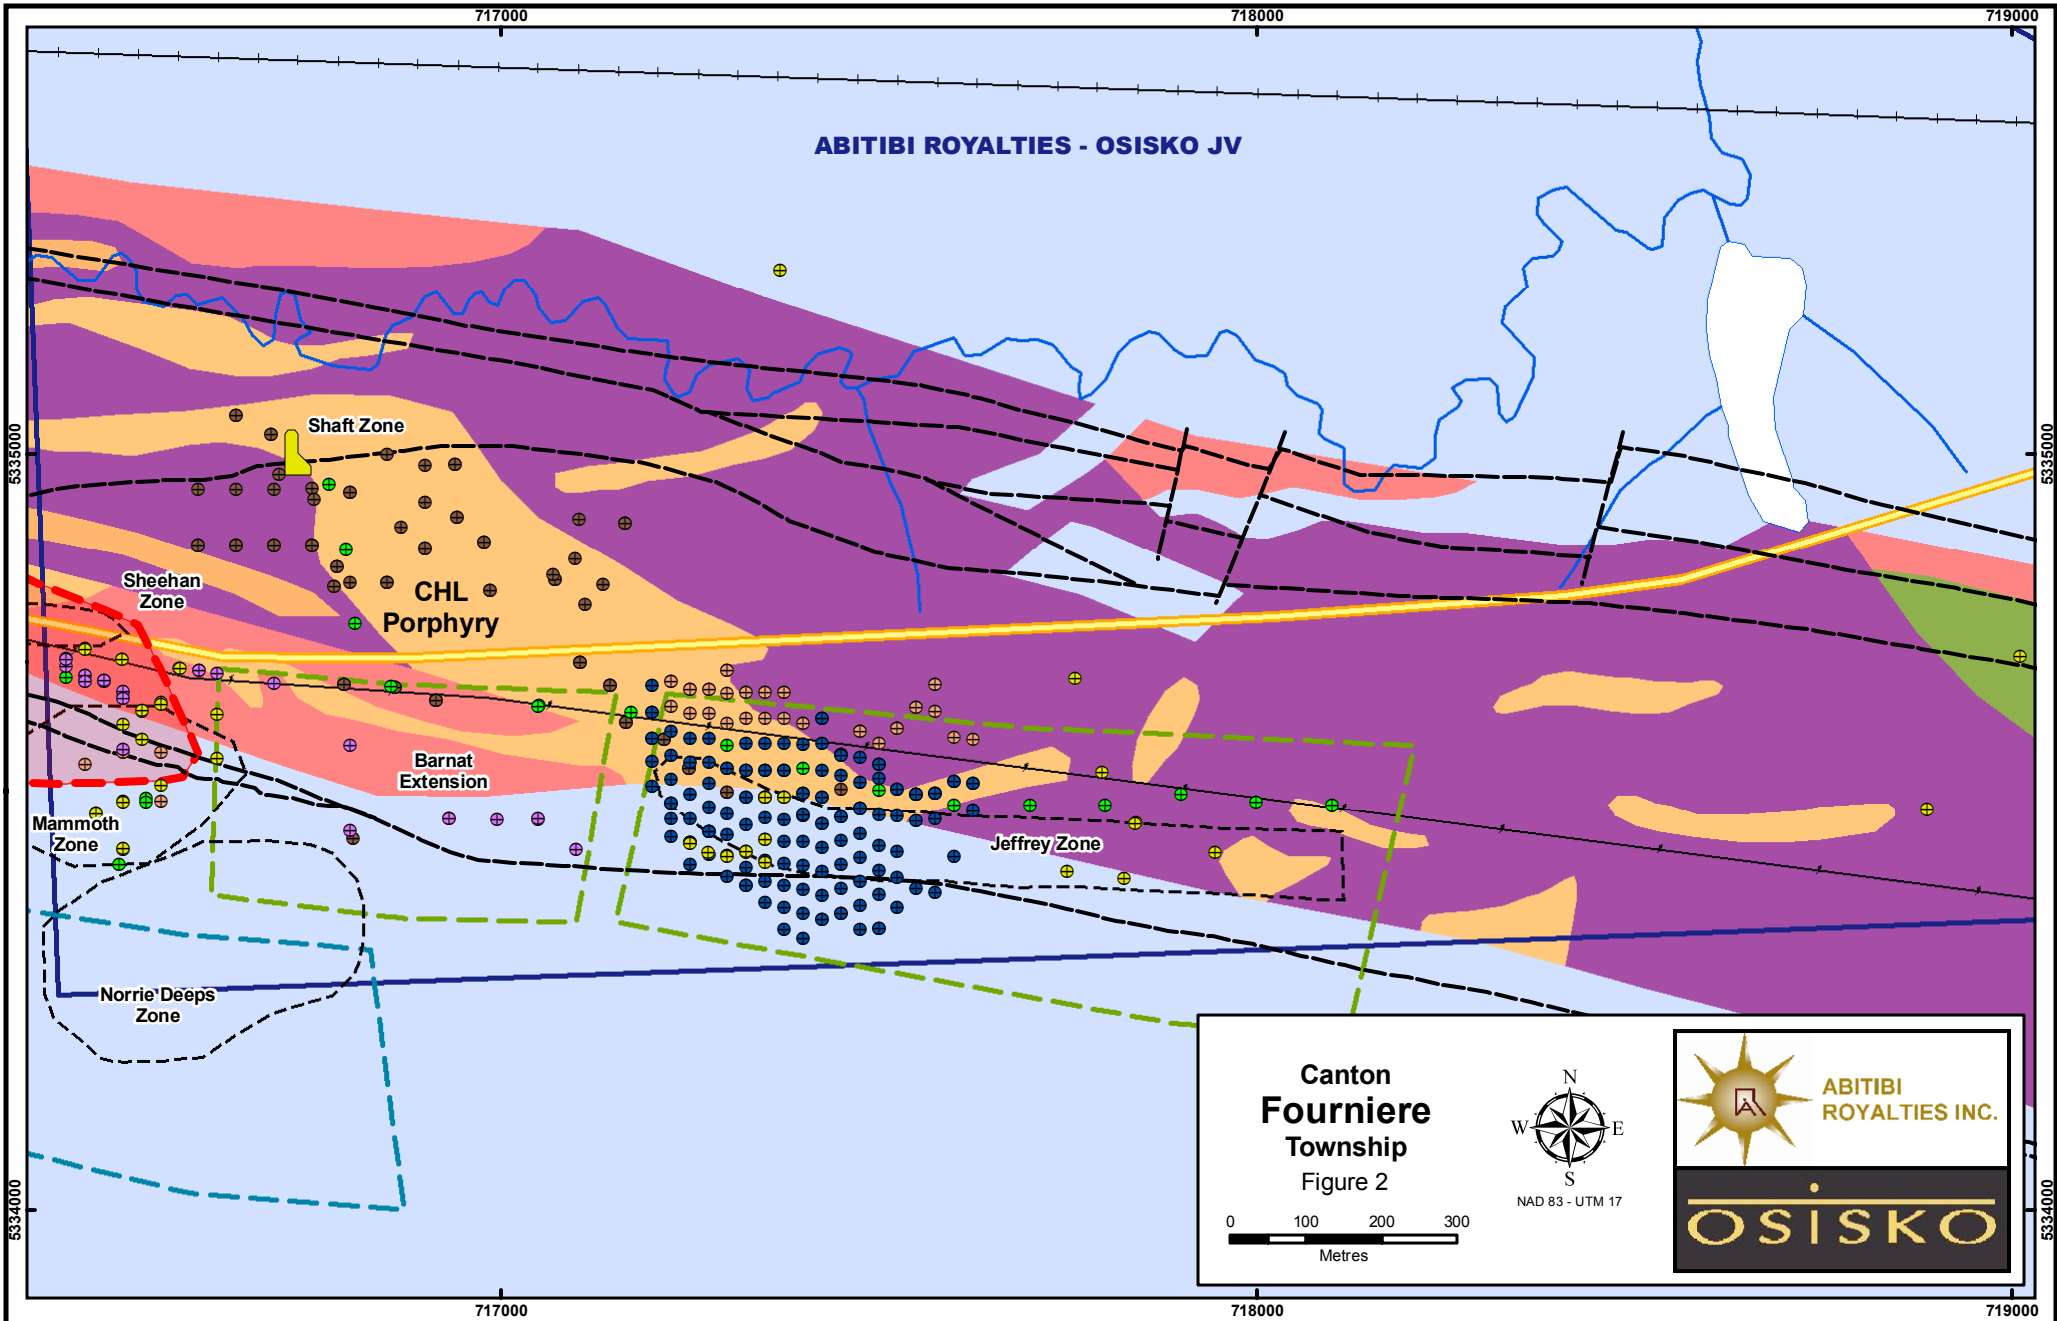 717000
718000
719000
ABITIBI ROYALTIES - OSISKO JV
Shaft Zone
5335000
5335000
Sheehan
Zone
CHL
Porphyry
Barnat
Extension
Mammoth
Zone
Jeffrey Zone
Norrie Deeps
Zone
Canton
Fourniere
Township
Figure 2
0 100 200 300
Metres
N
W E
S
NAD 83 - UTM 17
ABITIBI
ROYALTIES INC.
OSISKO
5334000
5334000
717000
718000
719000